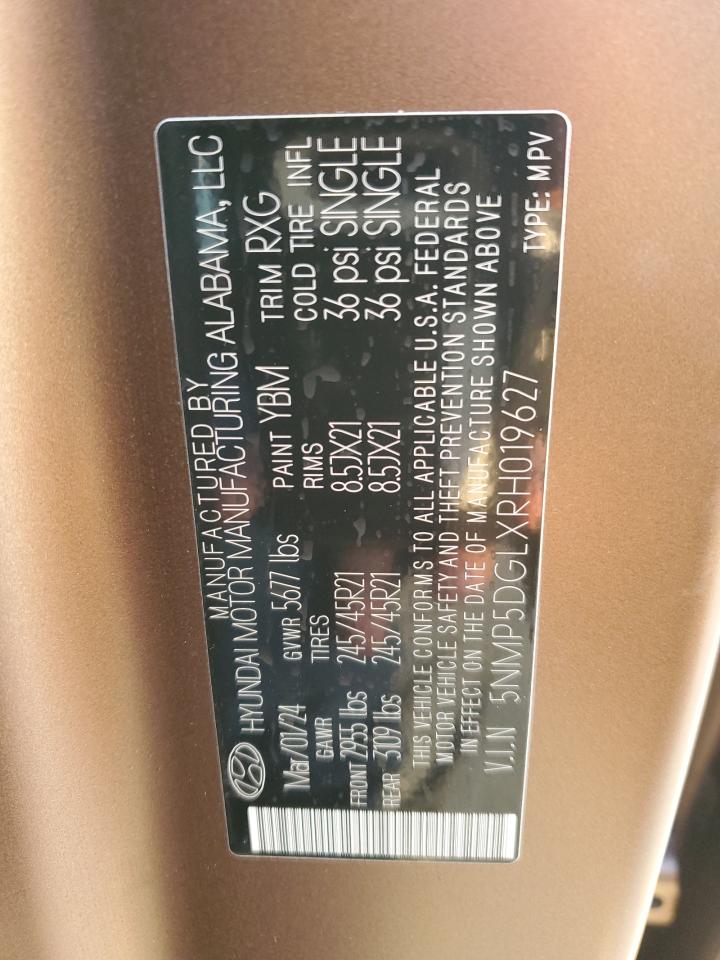 MANUFACTURED BY
HYUNDAI MOTOR MANUFACTURING ALABAMA, LLC
Mar/01/24 GVWR 5677 lbs PAINT YBM TRIM RXG
GAWR TIRES RIMS COLD TIRE INFL
FRONT 2955 lbs 245/45R21 8.5JX21 36 psi SINGLE
REAR 3109 lbs 245/45R21 8.5JX21 36 psi SINGLE
THIS VEHICLE CONFORMS TO ALL APPLICABLE U.S.A. FEDERAL
MOTOR VEHICLE SAFETY AND THEFT PREVENTION STANDARDS
IN EFFECT ON THE DATE OF MANUFACTURE SHOWN ABOVE
V.I.N 5NMP5DGLXRH019627 TYPE: MPV